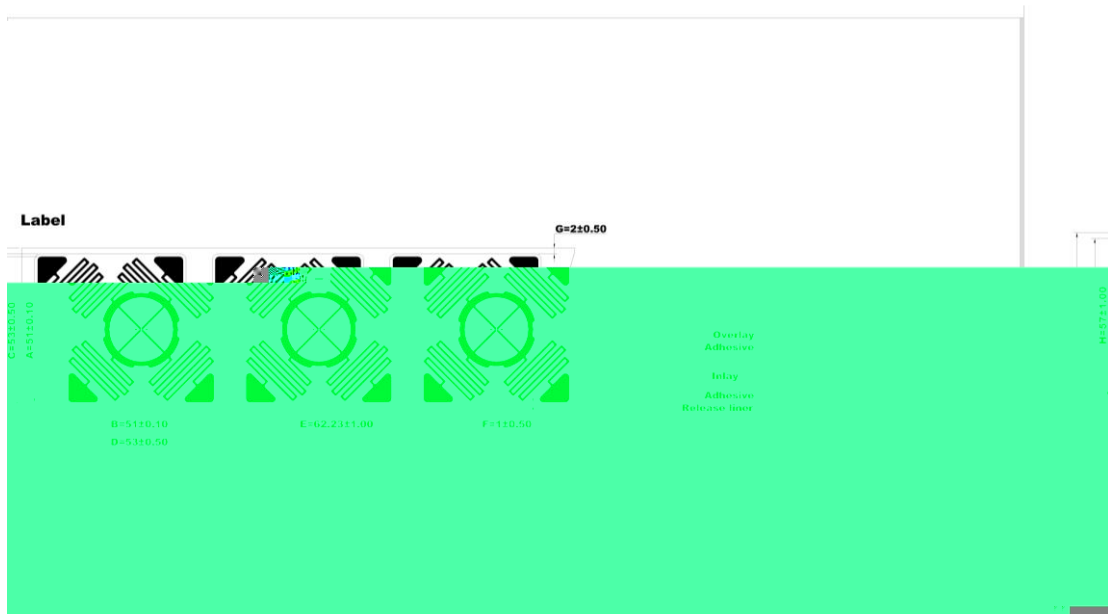 Label
G=2±0.50
C=53±0.50
A=51±0.10
H=57±1.00
Overlay
Adhesive
Inlay
Adhesive
Release liner
B=51±0.10
E=62.23±1.00
F=1±0.50
D=53±0.50